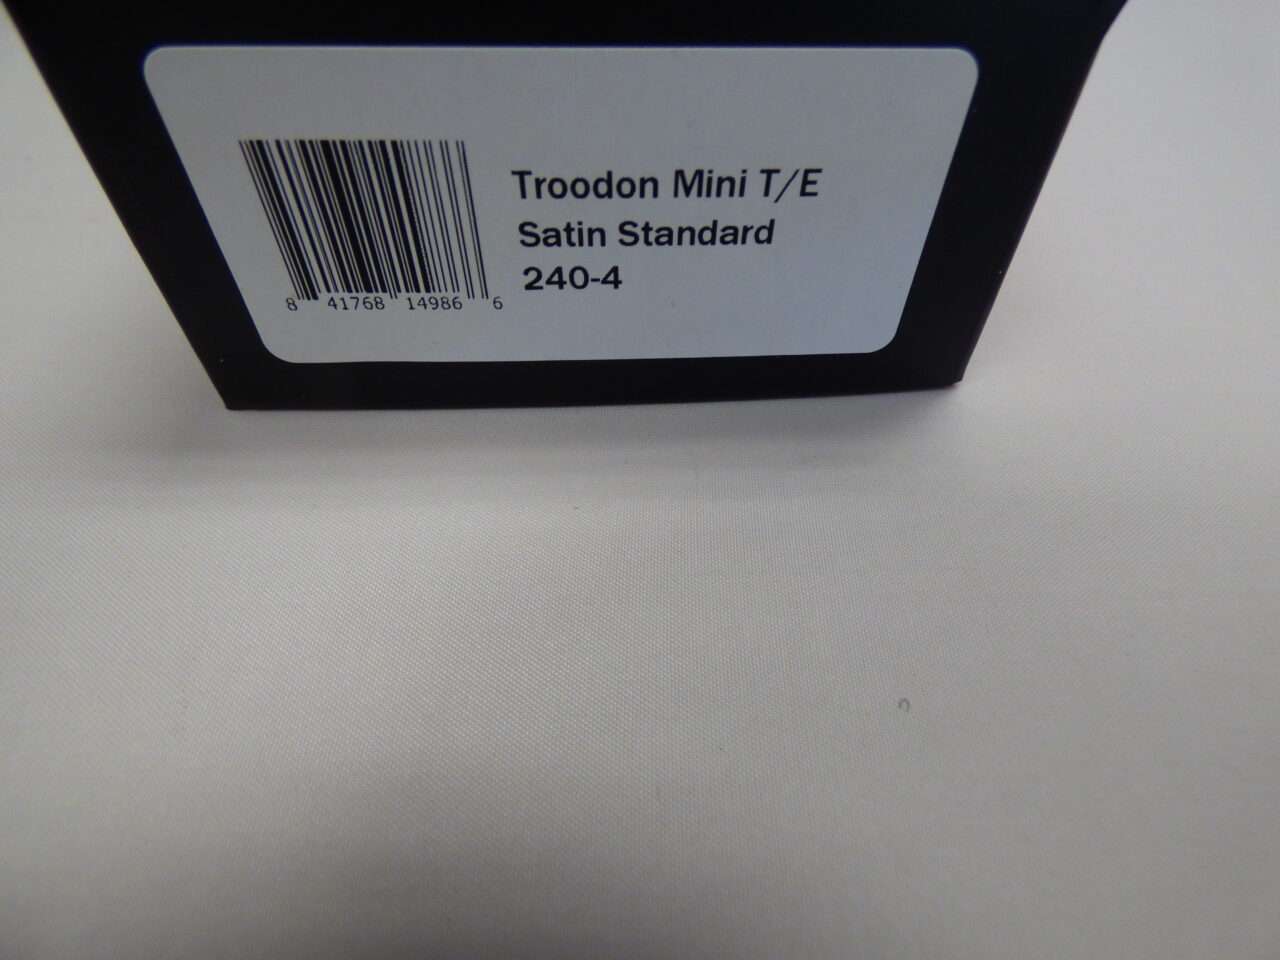 Troodon Mini T/E
Satin Standard
240-4
8 41768 14986 6